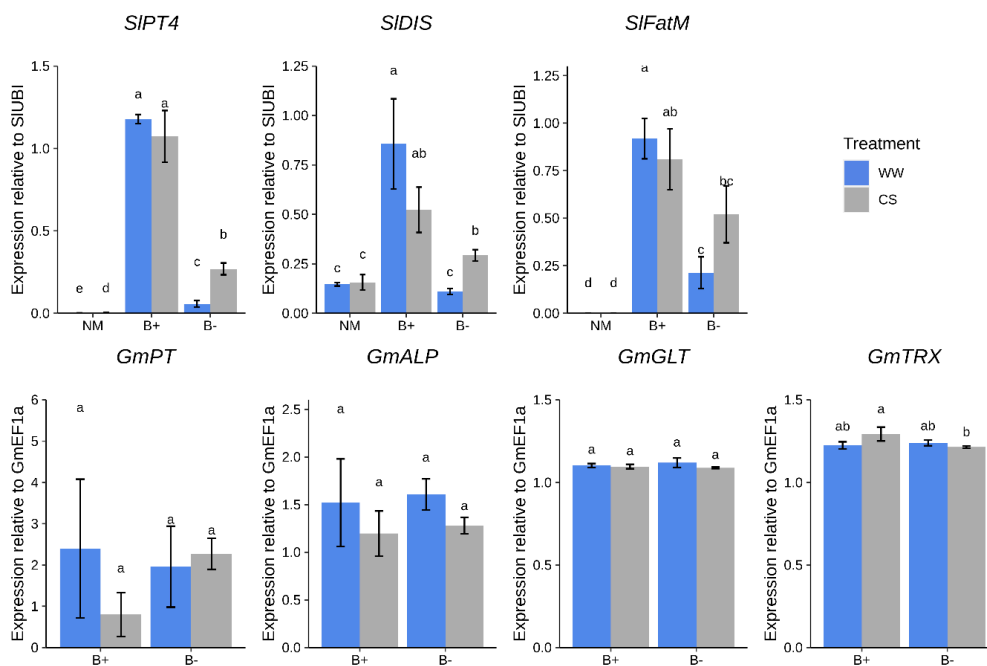 SlPT4 SlDIS SlFatM
Expression relative to SlUBI
1.5
1.0
0.5
0.0
e d a a c b
NM B+ B-
Expression relative to SlUBI
1.25
1.00
0.75
0.50
0.25
0.00
c c a ab c b
NM B+ B-
Expression relative to SlUBI
1.25
1.00
0.75
0.50
0.25
0.00
d d a ab c bc
NM B+ B-
Treatment
WW
CS
GmPT GmALP GmGLT GmTRX
Expression relative to GmEF1a
6
5
4
3
2
1
0
a a a a
B+ B-
Expression relative to GmEF1a
2.5
2.0
1.5
1.0
0.5
0.0
a a a a
B+ B-
Expression relative to GmEF1a
1.5
1.0
0.5
0.0
a a a a
B+ B-
Expression relative to GmEF1a
1.5
1.0
0.5
0.0
ab a ab b
B+ B-